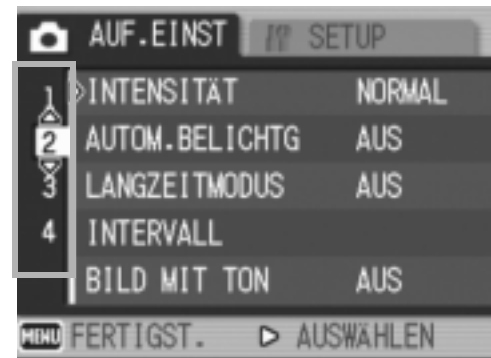 AUF.EINST SETUP
1 INTENSITÄT NORMAL
2 AUTOM.BELICHTG AUS
3 LANGZEITMODUS AUS
4 INTERVALL
BILD MIT TON AUS
MENU FERTIGST. AUSWÄHLEN